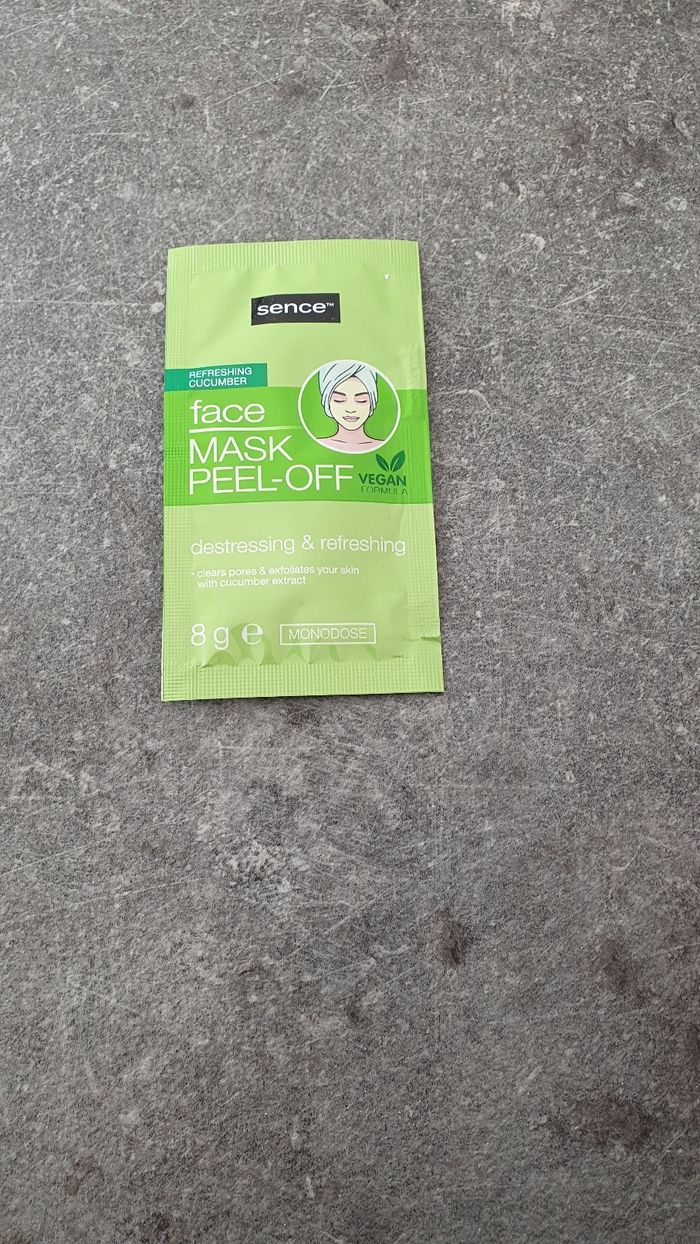 sence™
REFRESHING
CUCUMBER
face
MASK
PEEL-OFF
VEGAN
FORMULA
destressing & refreshing
• clears pores & exfoliates your skin
with cucumber extract
8 g ℮ MONODOSE